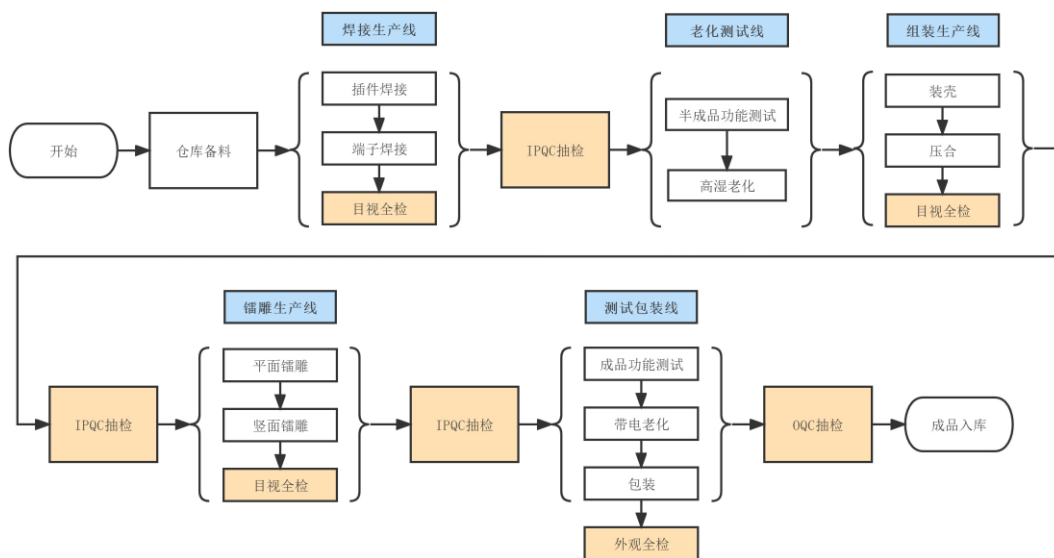 焊接生产线
老化测试线
组装生产线
开始
仓库备料
插件焊接
端子焊接
目视全检
IPQC抽检
半成品功能测试
高湿老化
装壳
压合
目视全检
镭雕生产线
测试包装线
IPQC抽检
平面镭雕
竖面镭雕
目视全检
IPQC抽检
成品功能测试
带电老化
包装
外观全检
OQC抽检
成品入库